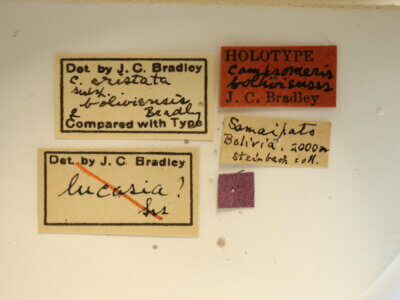 Det. by J. C. Bradley
C. cristata
subsp.
boliviensis
Bradley
Compared with Type
HOLOTYPE
Campsomeris
boliviensis
J. C. Bradley
Samaipato
Bolivia. 2000m
Steinbach coll.
Det. by J. C. Bradley
lucasia?